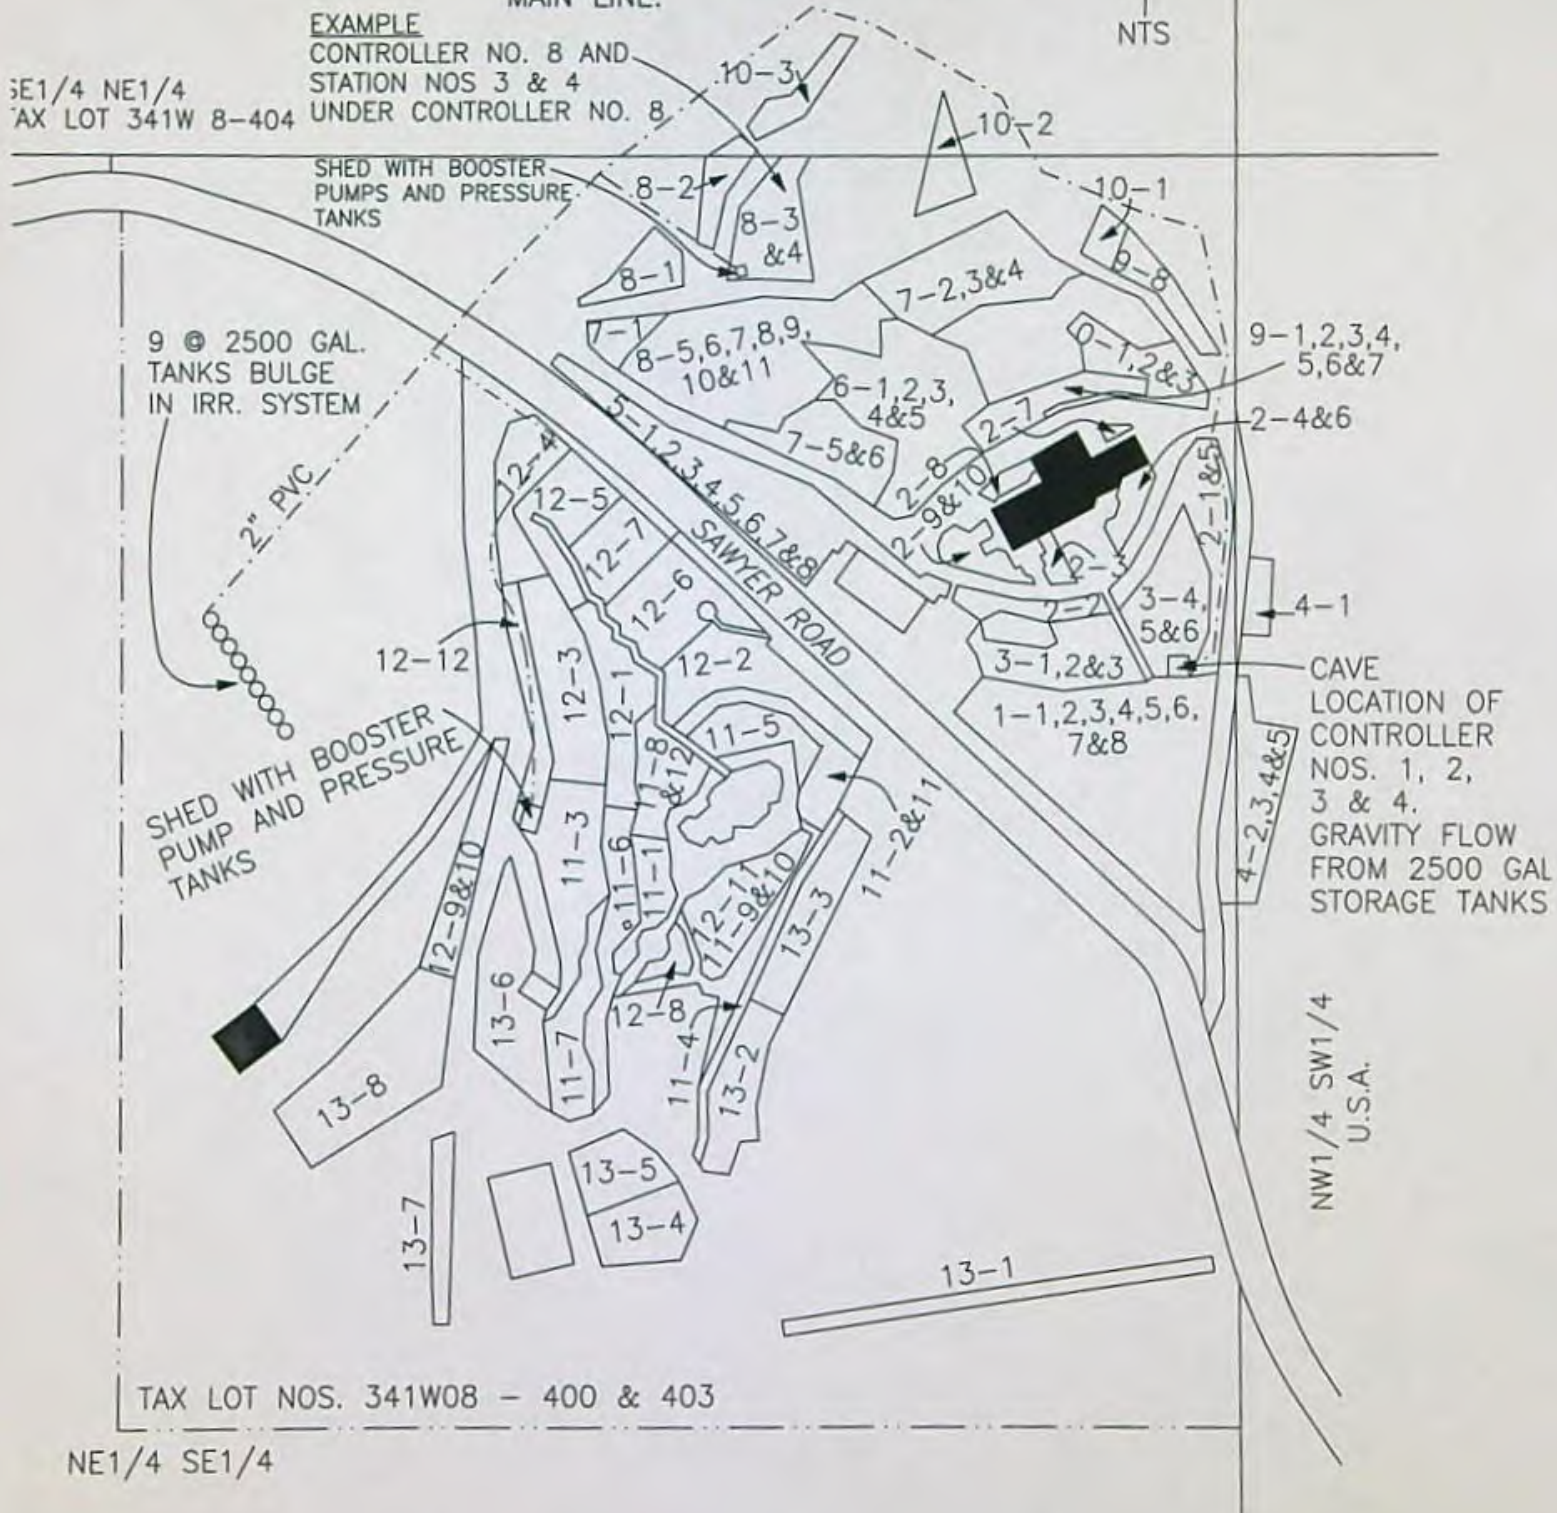 MAIN LINE.
EXAMPLE
CONTROLLER NO. 8 AND
STATION NOS 3 & 4
UNDER CONTROLLER NO. 8
NTS
SE1/4 NE1/4
TAX LOT 341W 8-404
10-3
10-2
10-1
9-8
SHED WITH BOOSTER
PUMPS AND PRESSURE
TANKS
8-2
8-3
&4
8-1
7-2,3&4
7-1
8-5,6,7,8,9,
10&11
6-1,2,3,
4&5
7-5&6
0-1,2&3
9-1,2,3,4,
5,6&7
2-7
2-4&6
2-8
2-9&10
2-1&5
2-3
2-2
3-4,
5&6
3-1,2&3
4-1
1-1,2,3,4,5,6,
7&8
4-2,3,4&5
CAVE
LOCATION OF
CONTROLLER
NOS. 1, 2,
3 & 4.
GRAVITY FLOW
FROM 2500 GAL
STORAGE TANKS
9 @ 2500 GAL.
TANKS BULGE
IN IRR. SYSTEM
2" PVC
5-1,2,3,4,5,6,7&8
SAWYER ROAD
12-4
12-5
12-7
12-6
12-2
12-12
12-3
12-1
11-5
11-8
&12
11-2&11
SHED WITH BOOSTER
PUMP AND PRESSURE
TANKS
11-3
11-6
11-1
12-11
11-9&10
13-3
12-9&10
13-6
12-8
11-4
11-7
13-2
13-8
13-7
13-5
13-4
13-1
NW1/4 SW1/4
U.S.A.
TAX LOT NOS. 341W08 - 400 & 403
NE1/4 SE1/4